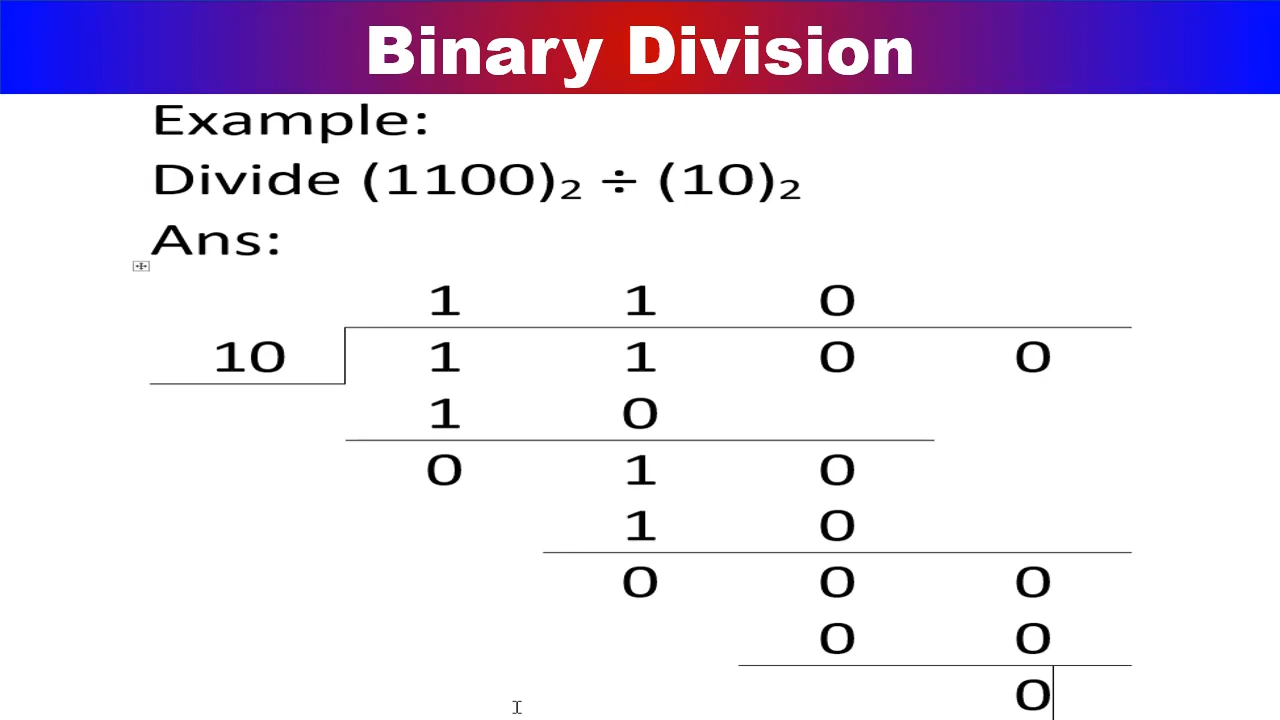 Binary Division
Example:
Divide (1100)₂ ÷ (10)₂
Ans:
1 1 0
10 1 1 0 0
1 0
0 1 0
1 0
0 0 0
0 0
0